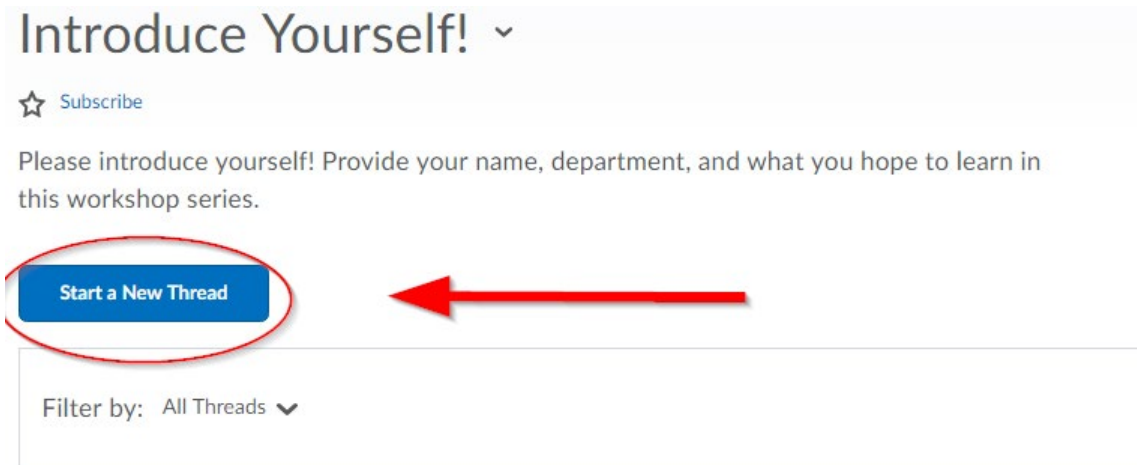 Introduce Yourself!
Subscribe
Please introduce yourself! Provide your name, department, and what you hope to learn in
this workshop series.
Start a New Thread
Filter by: All Threads